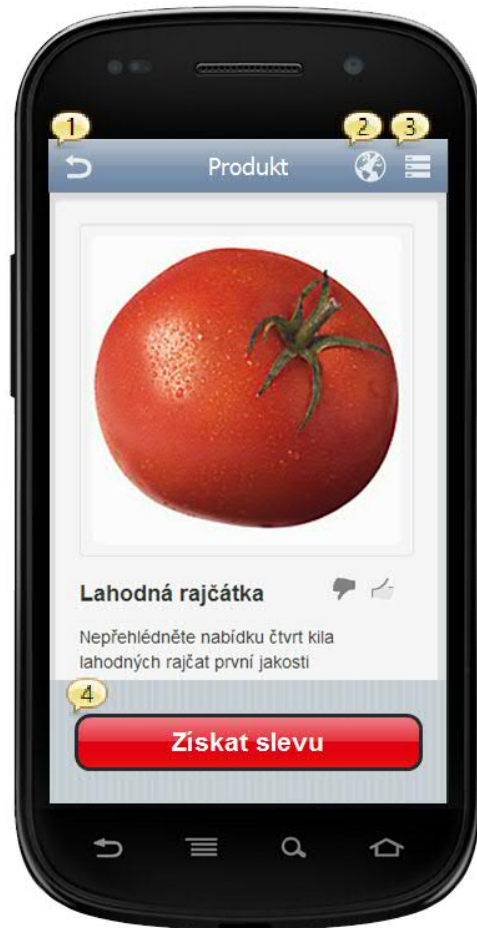 1
2
3
Produkt
Lahodná rajčátka
Nepřehlédněte nabídku čtvrt kila
lahodných rajčat první jakosti
4
Získat slevu